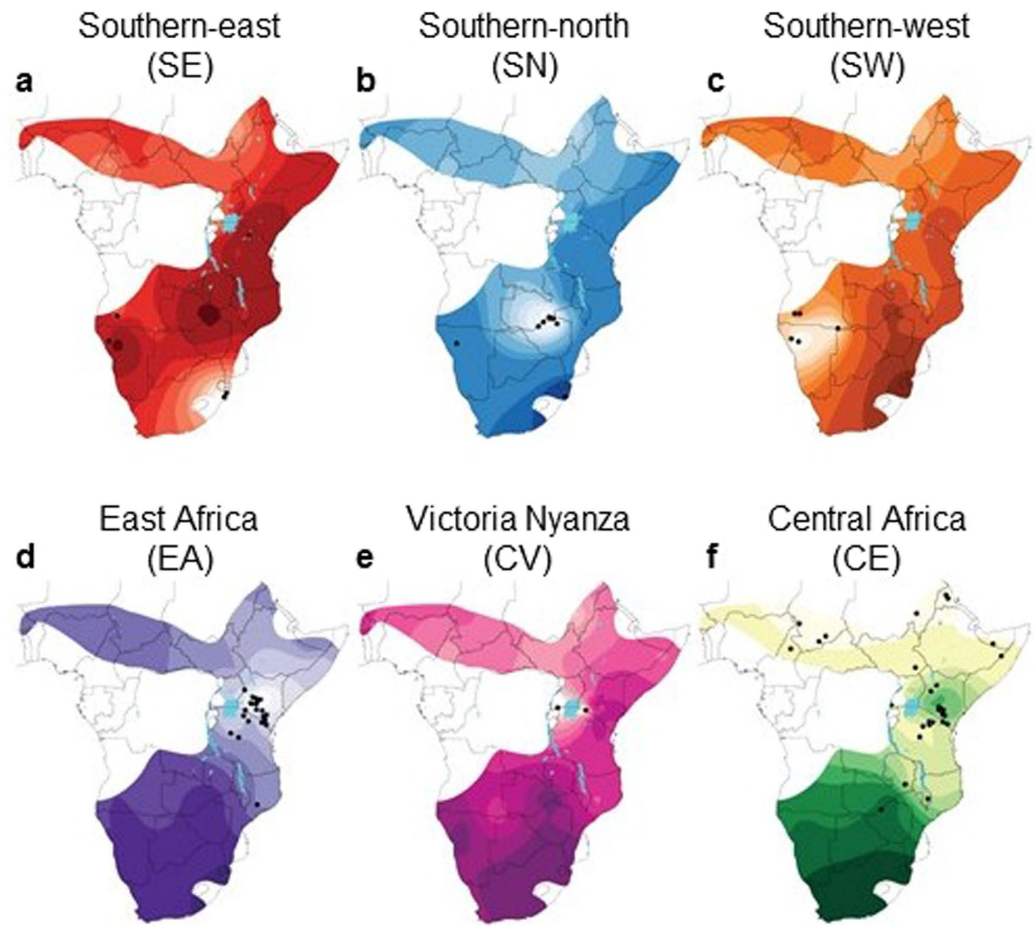 Southern-east
(SE)
Southern-north
(SN)
Southern-west
(SW)
a
b
c
East Africa
(EA)
Victoria Nyanza
(CV)
Central Africa
(CE)
d
e
f